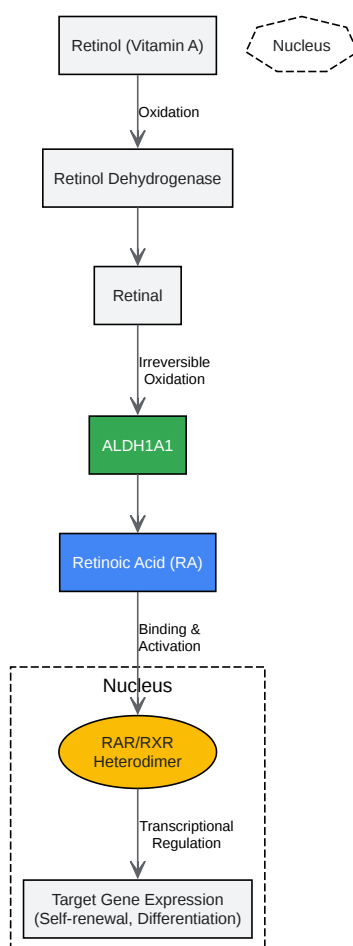 Retinol (Vitamin A)
Nucleus
Oxidation
Retinol Dehydrogenase
Retinal
Irreversible
Oxidation
ALDH1A1
Retinoic Acid (RA)
Binding &
Activation
Nucleus
RAR/RXR
Heterodimer
Transcriptional
Regulation
Target Gene Expression
(Self-renewal, Differentiation)